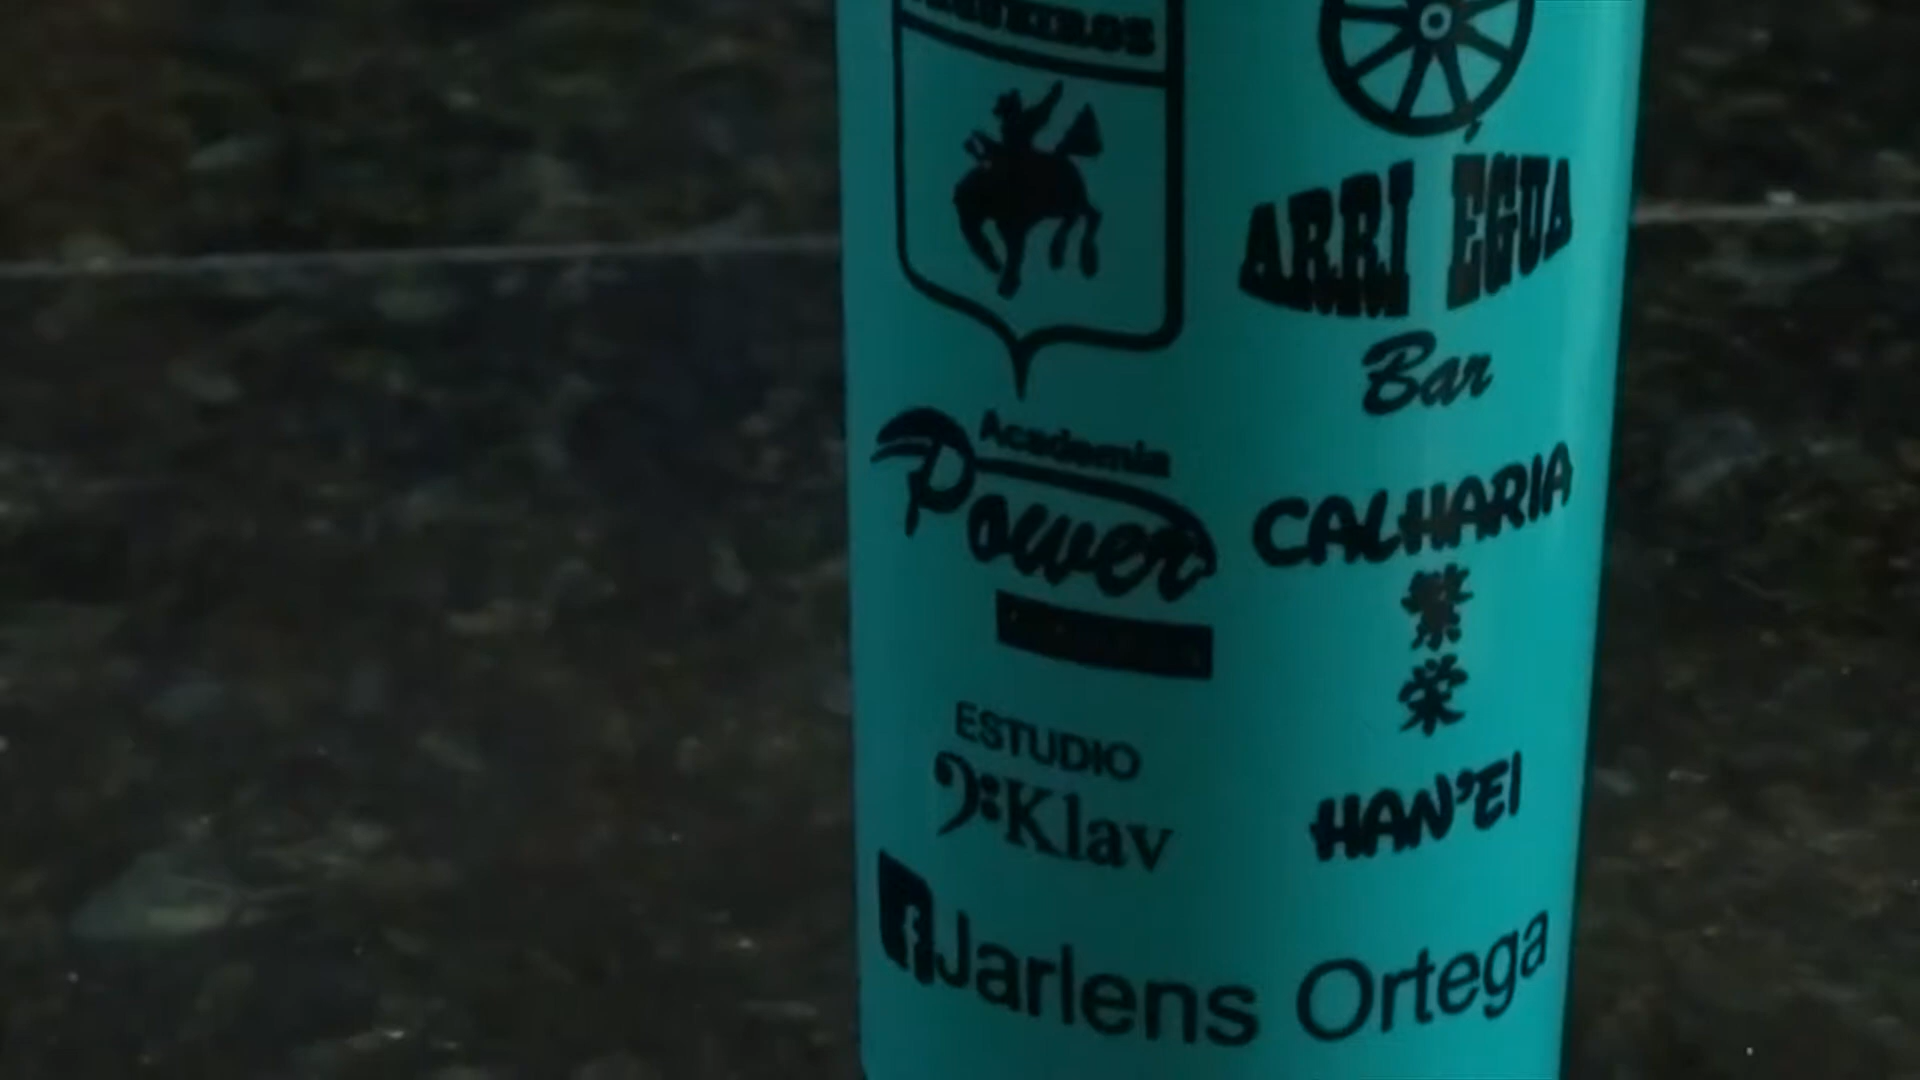 ARRI ÉGUA
Bar
Academia
Power
CALHARIA
繁
栄
HAN'EI
ESTUDIO
Klav
Jarlens Ortega